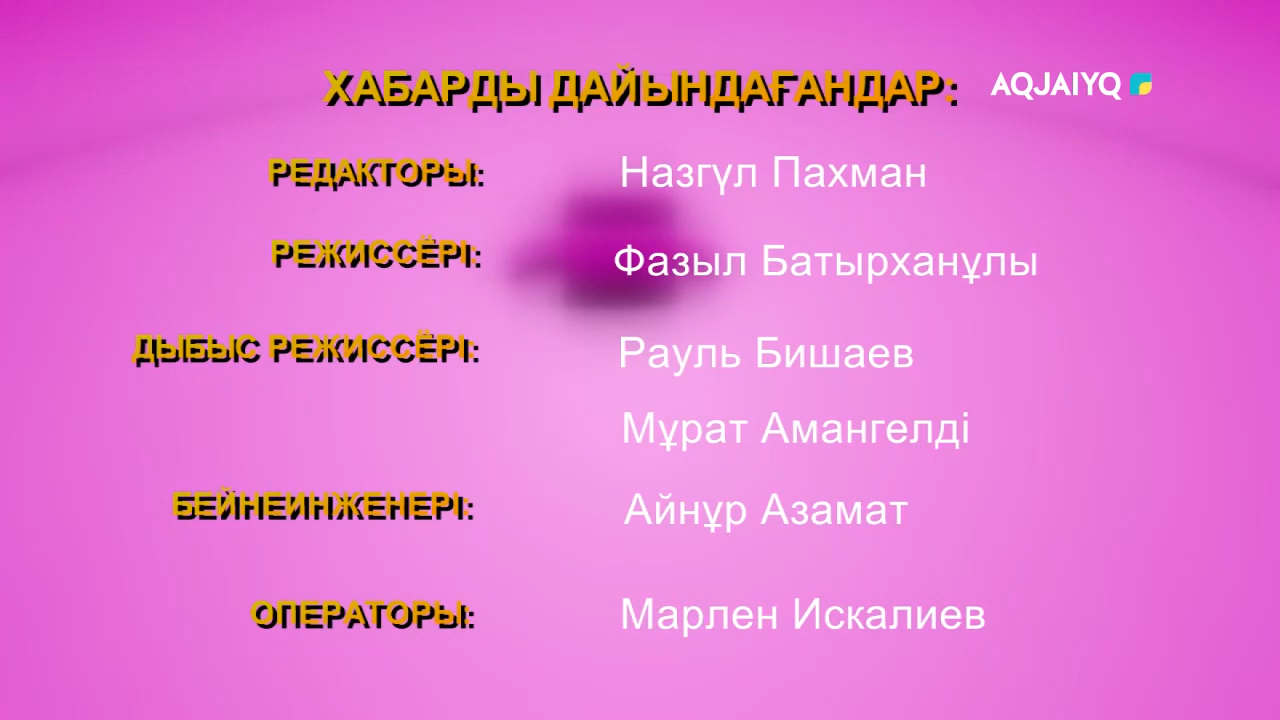 ХАБАРДЫ ДАЙЫНДАҒАНДАР:
AQJAIYQ
РЕДАКТОРЫ: Назгүл Пахман
РЕЖИССЁРІ: Фазыл Батырханұлы
ДЫБЫС РЕЖИССЁРІ: Рауль Бишаев
Мұрат Амангелді
БЕЙНЕИНЖЕНЕРІ: Айнұр Азамат
ОПЕРАТОРЫ: Марлен Искалиев